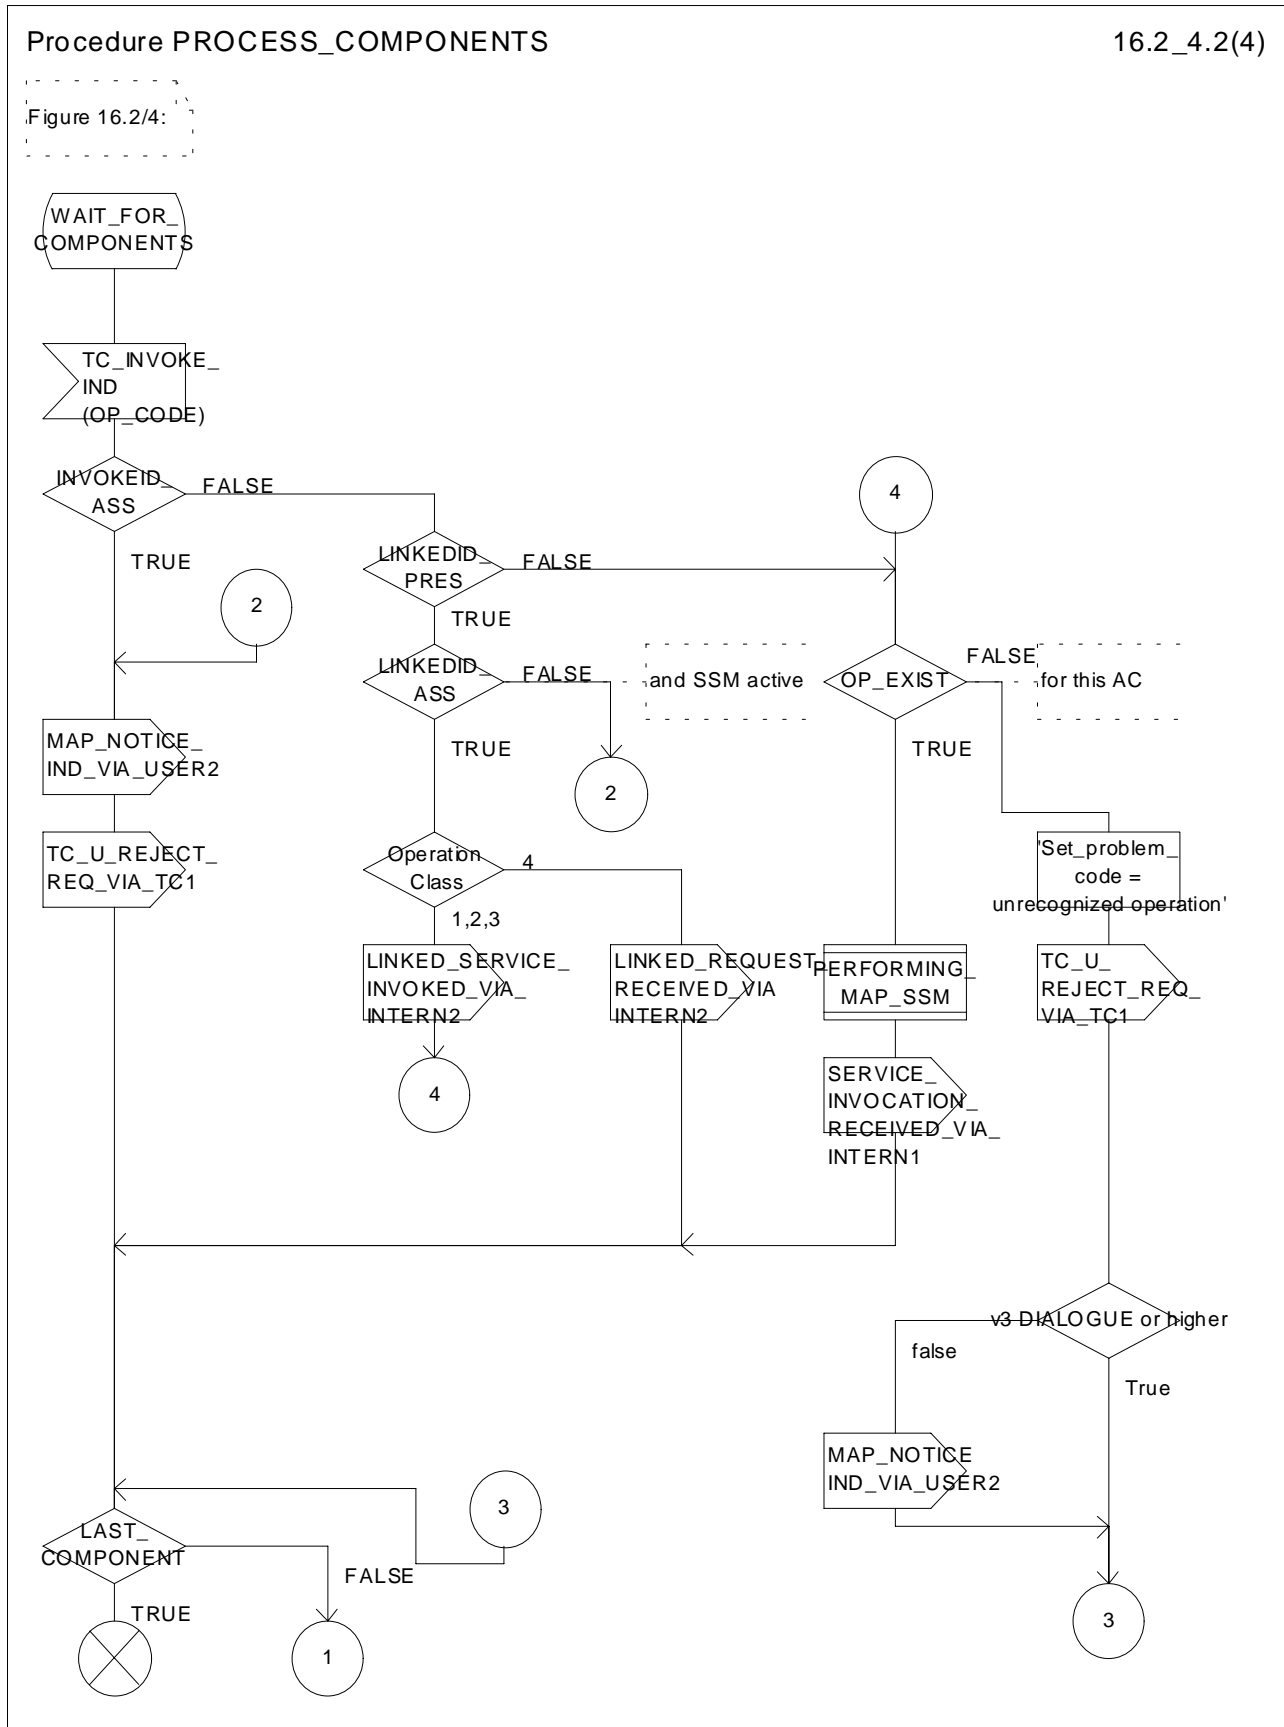 Procedure PROCESS_COMPONENTS
16.2_4.2(4)
Figure 16.2/4:
WAIT_FOR_
COMPONENTS
TC_INVOKE_
IND
(OP_CODE)
INVOKEID_
ASS
FALSE
TRUE
4
LINKEDID_
PRES
FALSE
TRUE
2
LINKEDID_
ASS
FALSE
TRUE
and SSM active
OP_EXIST
FALSE
for this AC
TRUE
MAP_NOTICE_
IND_VIA_USER2
2
TC_U_REJECT_
REQ_VIA_TC1
Operation
Class
4
1,2,3
'Set_problem_
code =
unrecognized operation'
LINKED_SERVICE_
INVOKED_VIA_
INTERN2
LINKED_REQUEST_
RECEIVED_VIA
INTERN2
PERFORMING_
MAP_SSM
TC_U_
REJECT_REQ_
VIA_TC1
4
SERVICE_
INVOCATION_
RECEIVED_VIA_
INTERN1
v3 DIALOGUE or higher
false
True
MAP_NOTICE
IND_VIA_USER2
3
LAST_
COMPONENT
FALSE
TRUE
1
3